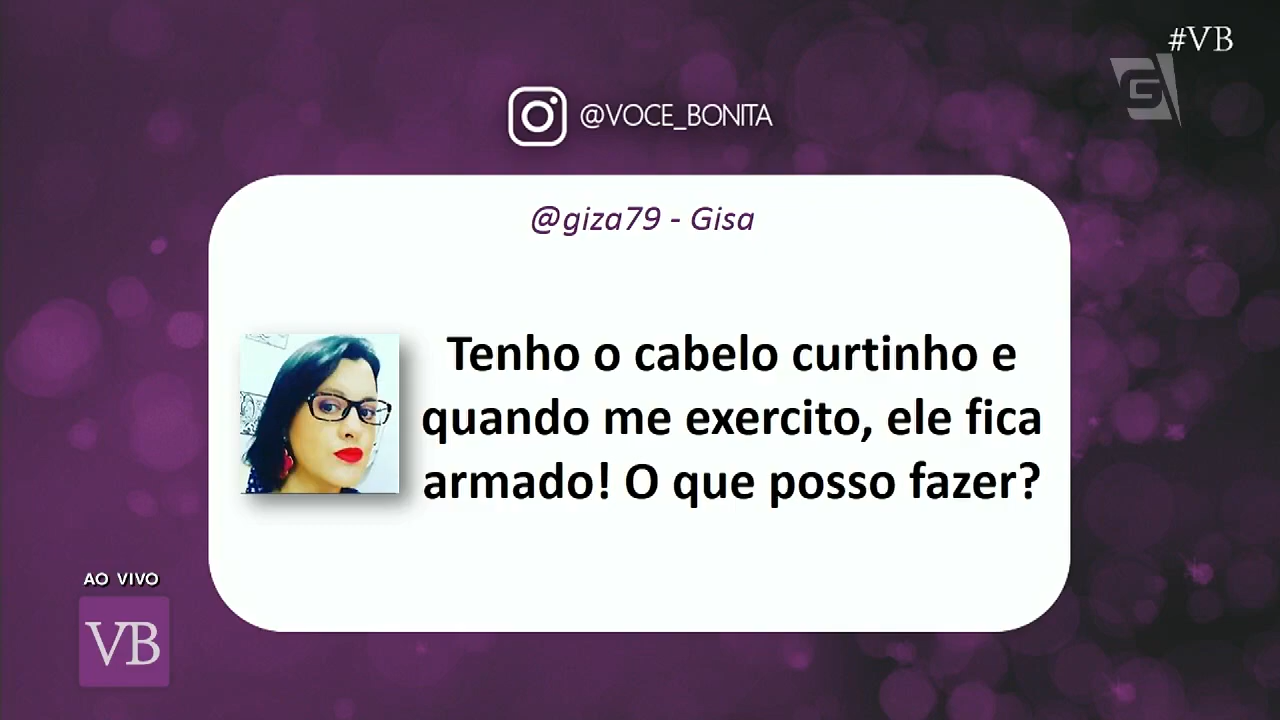 #VB
G
@VOCE_BONITA
@giza79 - Gisa
Tenho o cabelo curtinho e
quando me exercito, ele fica
armado! O que posso fazer?
AO VIVO
VB